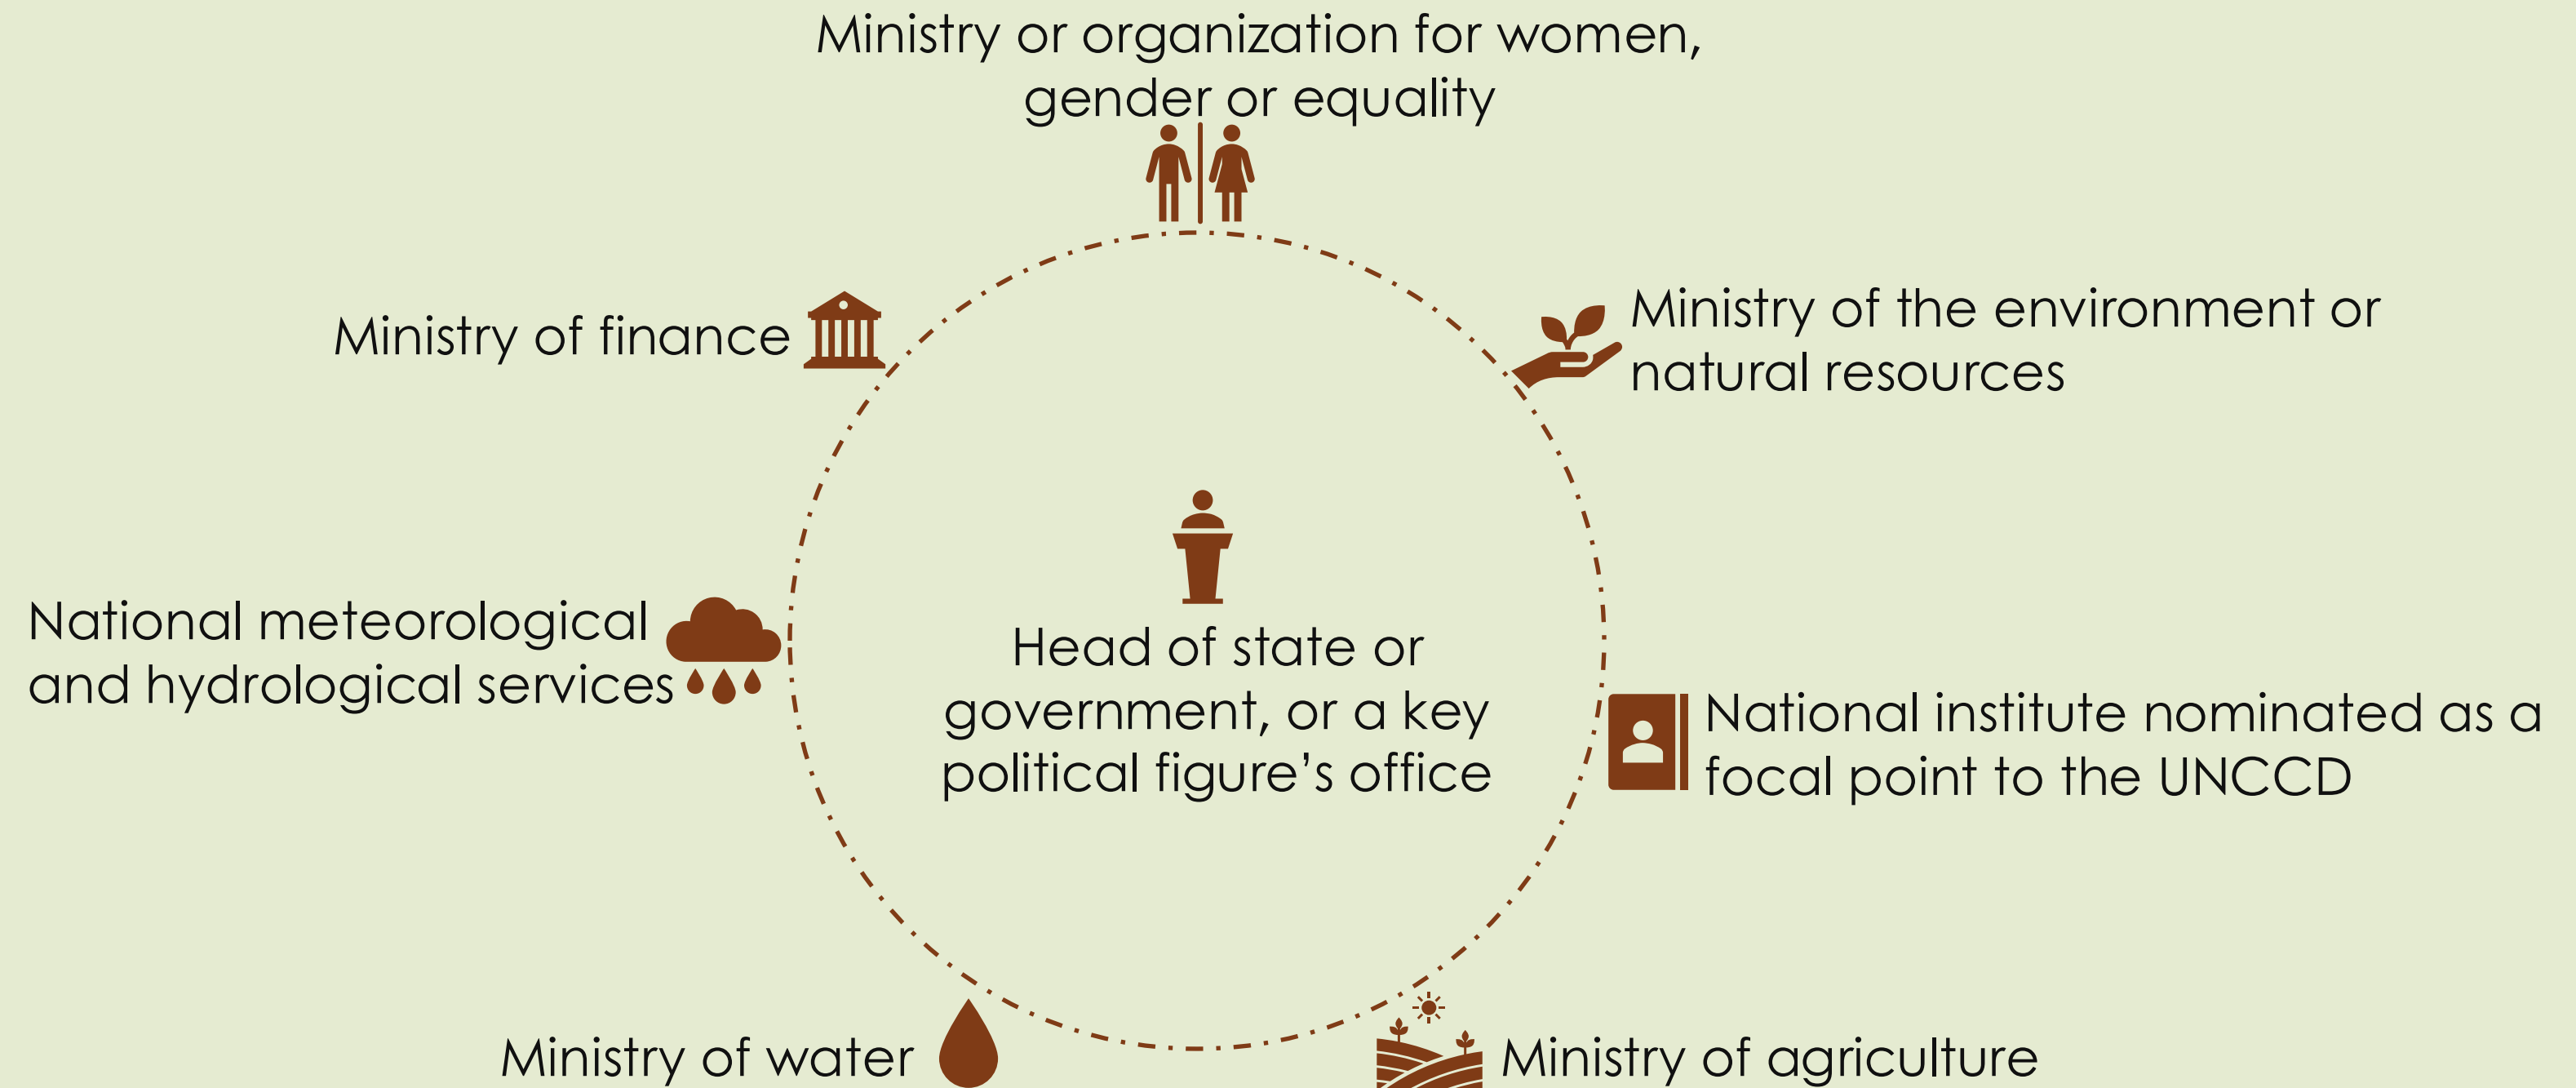 Ministry or organization for women,
gender or equality
Ministry of finance
Ministry of the environment or
natural resources
National meteorological
and hydrological services
Head of state or
government, or a key
political figure’s office
National institute nominated as a
focal point to the UNCCD
Ministry of water
Ministry of agriculture